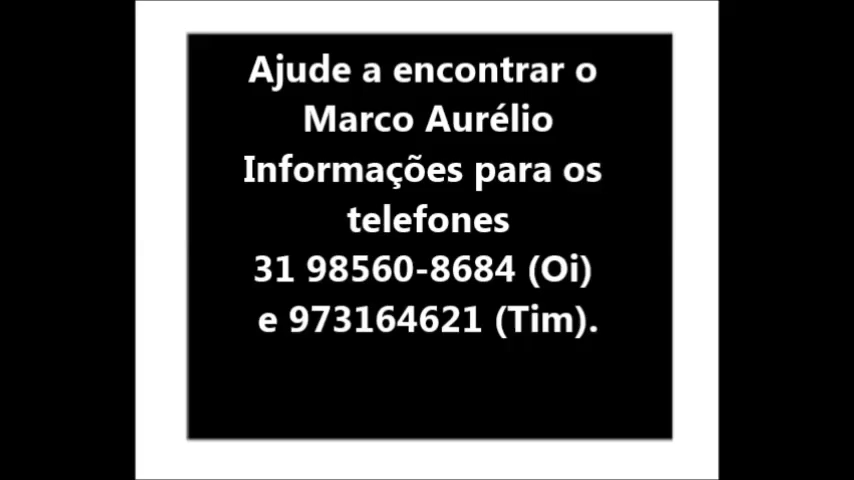 Ajude a encontrar o
Marco Aurélio
Informações para os
telefones
31 98560-8684 (Oi)
e 973164621 (Tim).